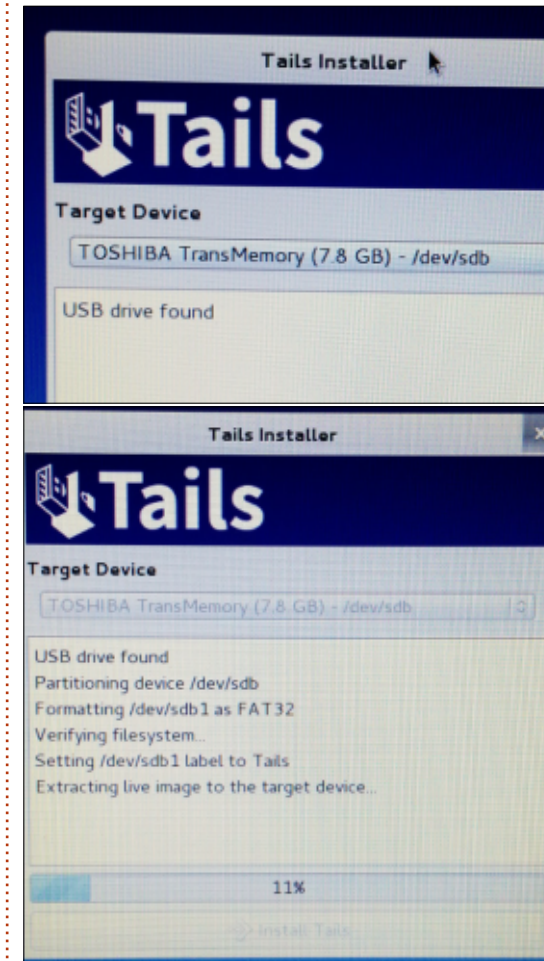 Tails Installer
Tails
Target Device
TOSHIBA TransMemory (7.8 GB) - /dev/sdb
USB drive found
Tails Installer
Tails
Target Device
TOSHIBA TransMemory (7.8 GB) - /dev/sdb
USB drive found
Partitioning device /dev/sdb
Formatting /dev/sdb1 as FAT32
Verifying filesystem...
Setting /dev/sdb1 label to Tails
Extracting live image to the target device...
11%
Install Tails